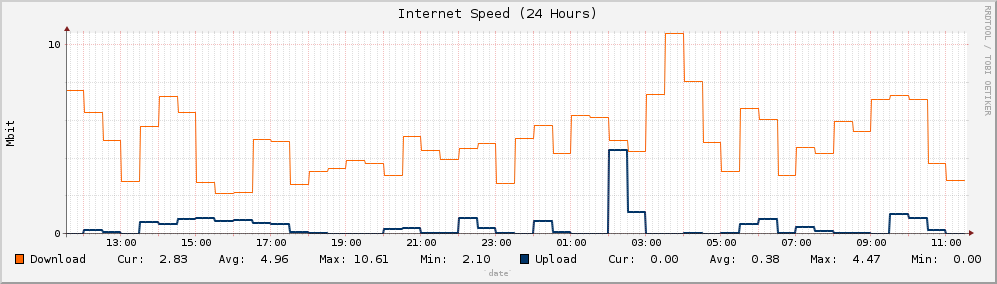 Internet Speed (24 Hours)
RRDTOOL / TOBI OETIKER
Mbit
10
0
13:00 15:00 17:00 19:00 21:00 23:00 01:00 03:00 05:00 07:00 09:00 11:00
Download Cur: 2.83 Avg: 4.96 Max: 10.61 Min: 2.10 Upload Cur: 0.00 Avg: 0.38 Max: 4.47 Min: 0.00
`date`